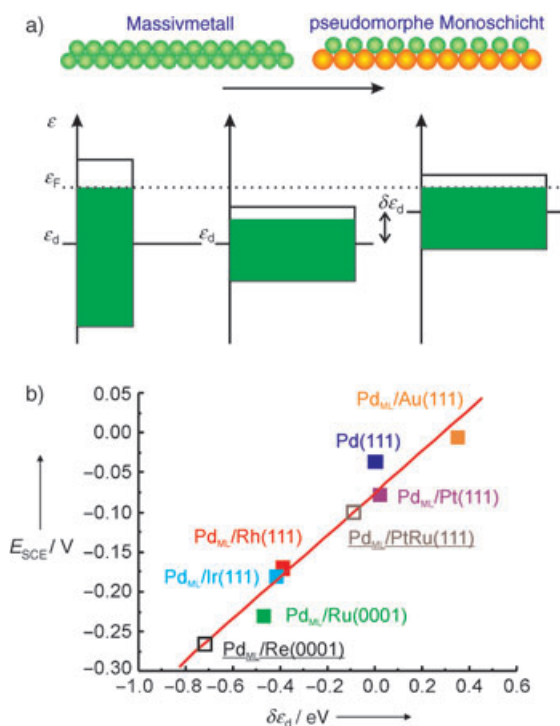 a)
Massivmetall
pseudomorphe Monoschicht
ε
εF
εd
εd
δεd
b)
0.05
0.00
−0.05
−0.10
−0.15
−0.20
−0.25
−0.30
ESCE / V
PdML/Au(111)
Pd(111)
PdML/Pt(111)
PdML/PtRu(111)
PdML/Rh(111)
PdML/Ir(111)
PdML/Ru(0001)
PdML/Re(0001)
−1.0 −0.8 −0.6 −0.4 −0.2 0.0 0.2 0.4 0.6
δεd / eV